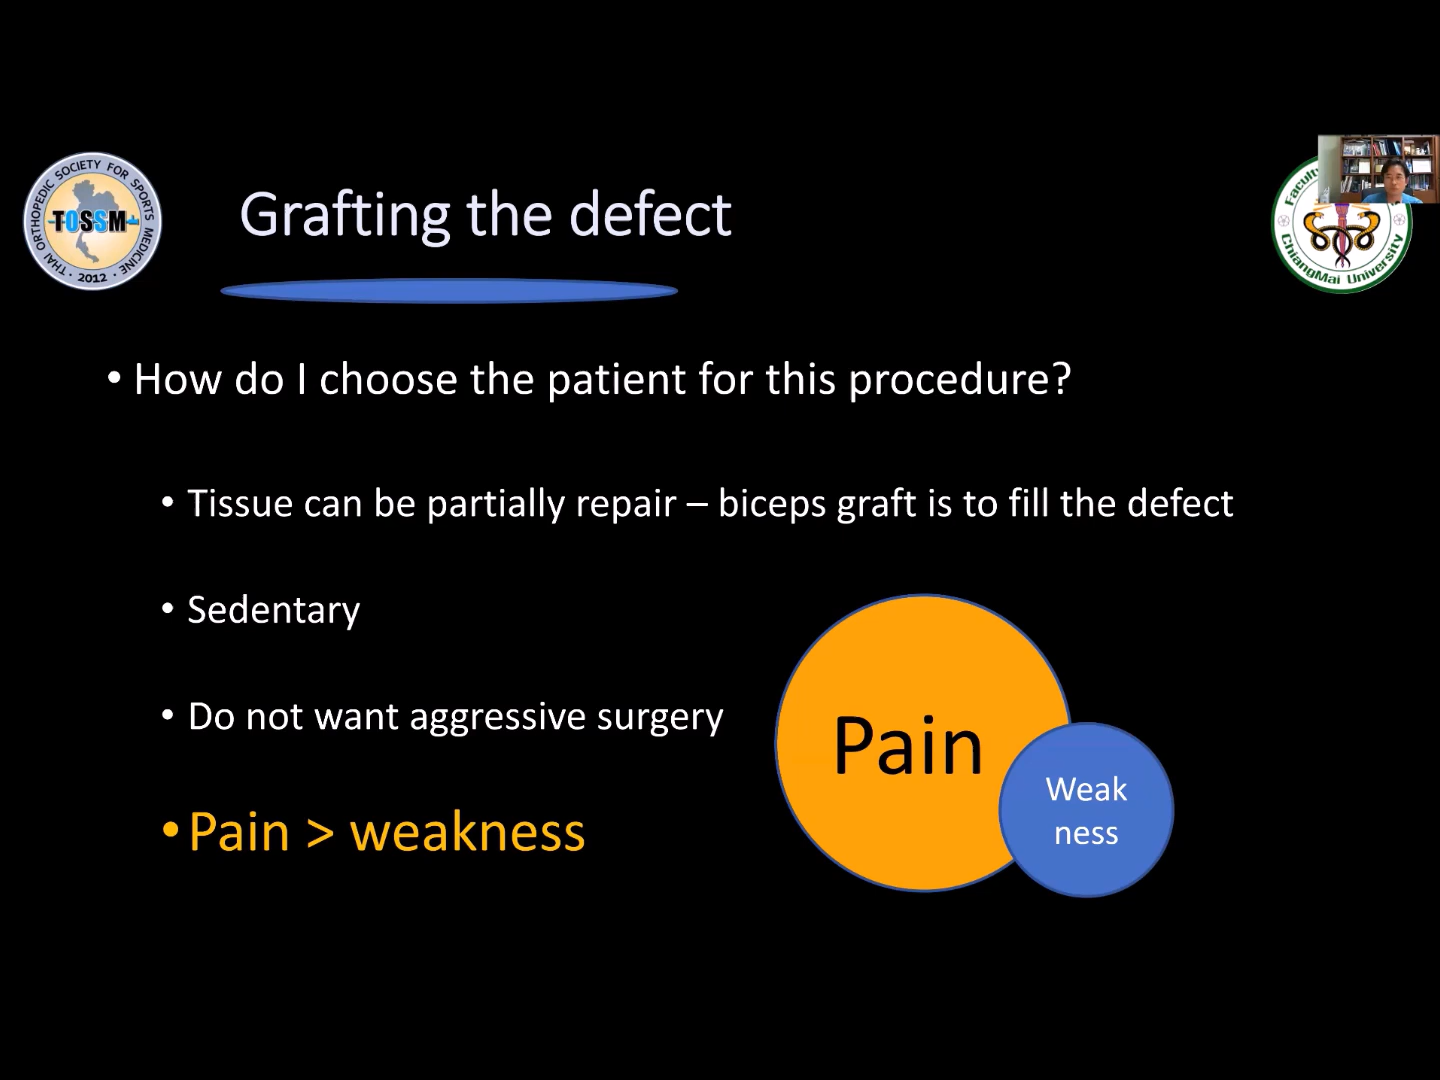 THAI ORTHOPEDIC SOCIETY FOR SPORTS MEDICINE
TOSSM
· 2012 ·
Grafting the defect
Faculty
ChiangMai University
• How do I choose the patient for this procedure?
• Tissue can be partially repair – biceps graft is to fill the defect
• Sedentary
• Do not want aggressive surgery
• Pain > weakness
Pain
Weak
ness